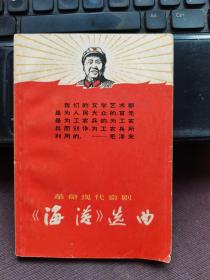 我们的文学艺术都
是为人民大众的，首先
是为工农兵的，为工农
兵而创作，为工农兵所
利用的。——毛泽东
革命现代京剧
《海港》选曲